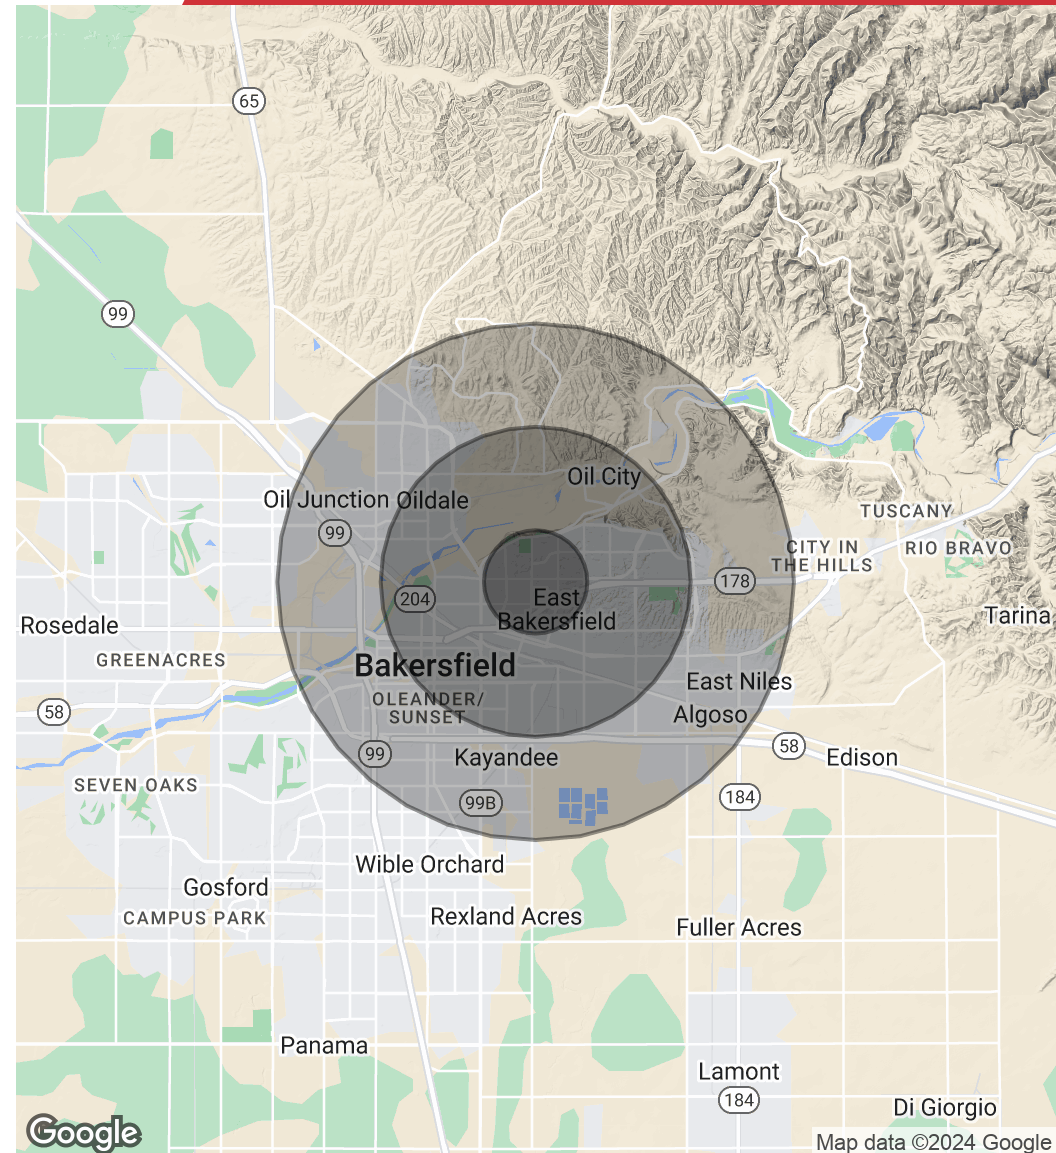 65
99
Oil City
Oil Junction
Oildale
99
TUSCANY
CITY IN
THE HILLS
RIO BRAVO
178
204
East
Bakersfield
Tarina
Rosedale
GREENACRES
Bakersfield
OLEANDER/
SUNSET
East Niles
58
Algoso
99
Kayandee
58
Edison
SEVEN OAKS
99B
184
Wible Orchard
Gosford
CAMPUS PARK
Rexland Acres
Fuller Acres
Panama
Lamont
184
Di Giorgio
Google
Map data ©2024 Google